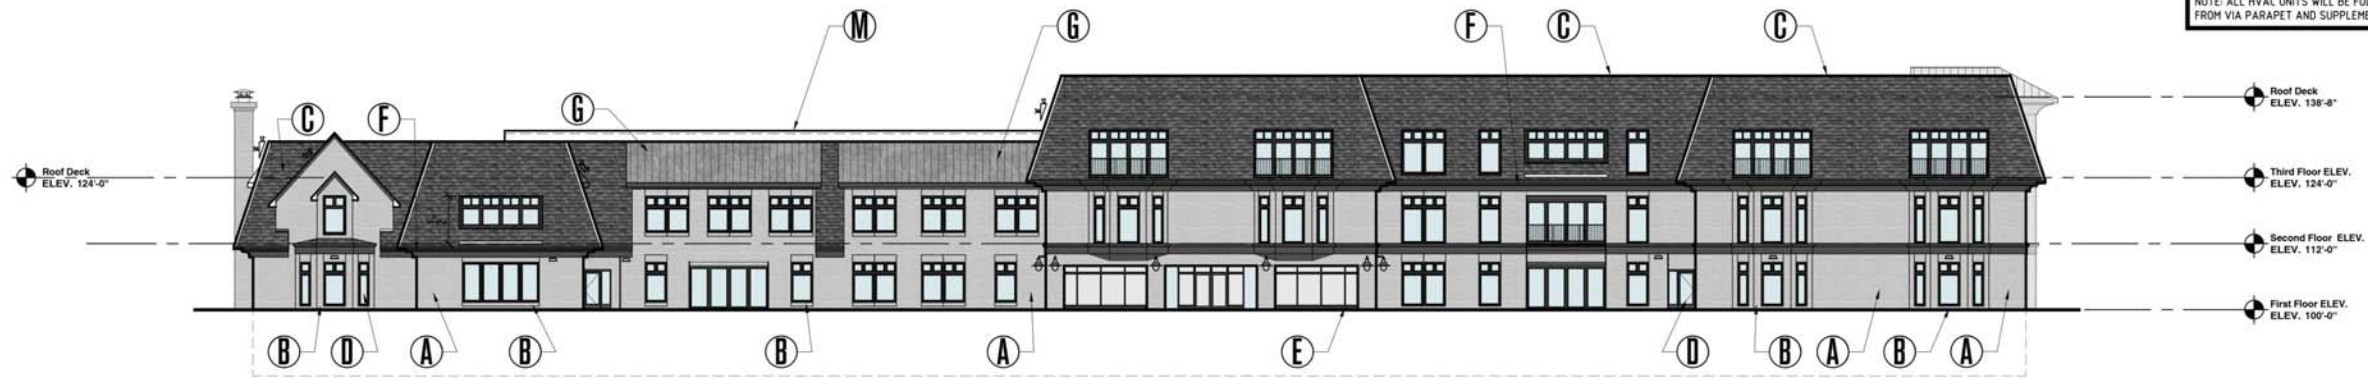 NOTE: ALL HVAC UNITS WILL BE
FROM VIA PARAPET AND
M
G
F
C
C
G
C
F
Roof Deck
ELEV. 138'-8"
Roof Deck
ELEV. 124'-0"
Third Floor ELEV.
ELEV. 124'-0"
Second Floor ELEV.
ELEV. 112'-0"
First Floor ELEV.
ELEV. 100'-0"
B
D
A
B
B
A
E
D
B
A
B
A